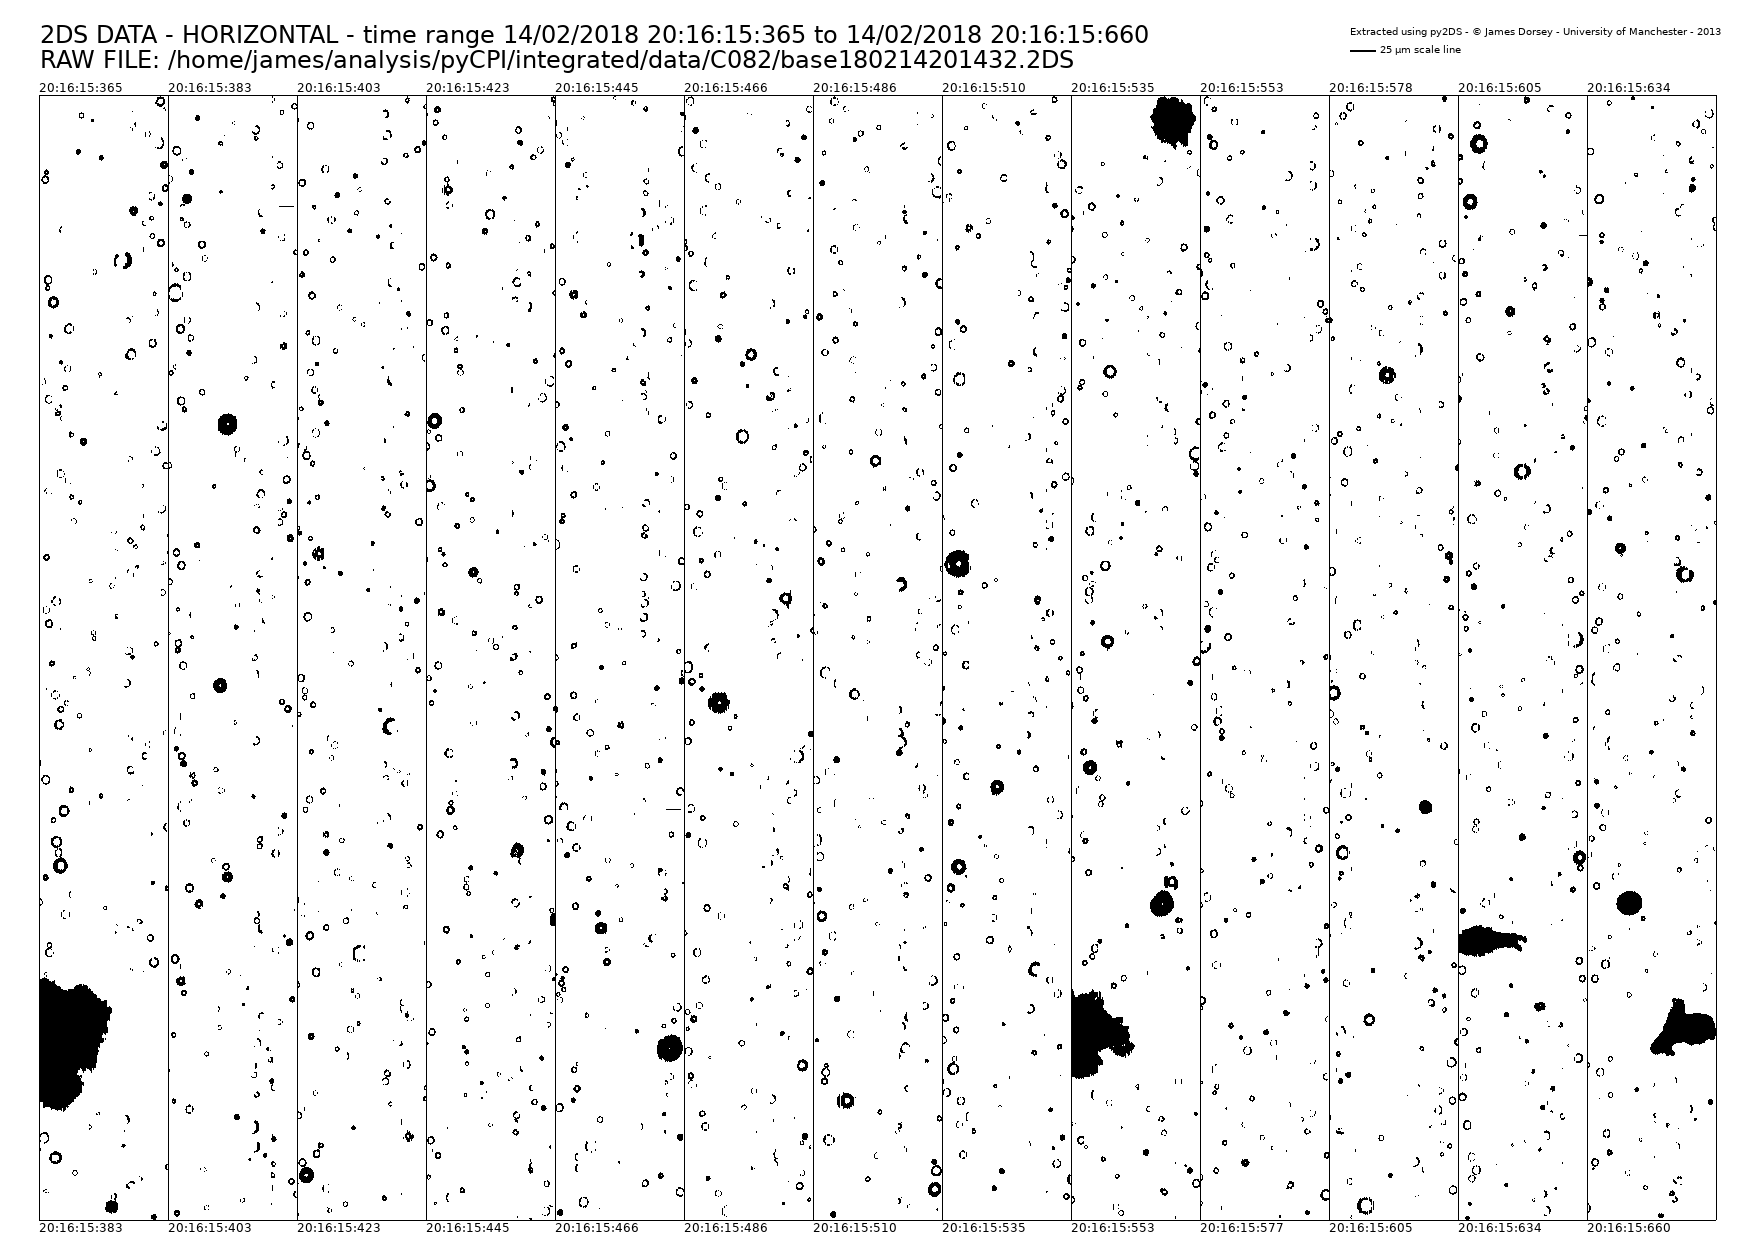 2DS DATA - HORIZONTAL - time range 14/02/2018 20:16:15:365 to 14/02/2018 20:16:15:660
RAW FILE: /home/james/analysis/pyCPI/integrated/data/C082/base180214201432.2DS
Extracted using py2DS - © James Dorsey - University of Manchester - 2013
25 µm scale line
20:16:15:365 20:16:15:383 20:16:15:403 20:16:15:423 20:16:15:445 20:16:15:466 20:16:15:486 20:16:15:510 20:16:15:535 20:16:15:553 20:16:15:578 20:16:15:605 20:16:15:634
20:16:15:383 20:16:15:403 20:16:15:423 20:16:15:445 20:16:15:466 20:16:15:486 20:16:15:510 20:16:15:535 20:16:15:553 20:16:15:577 20:16:15:605 20:16:15:634 20:16:15:660